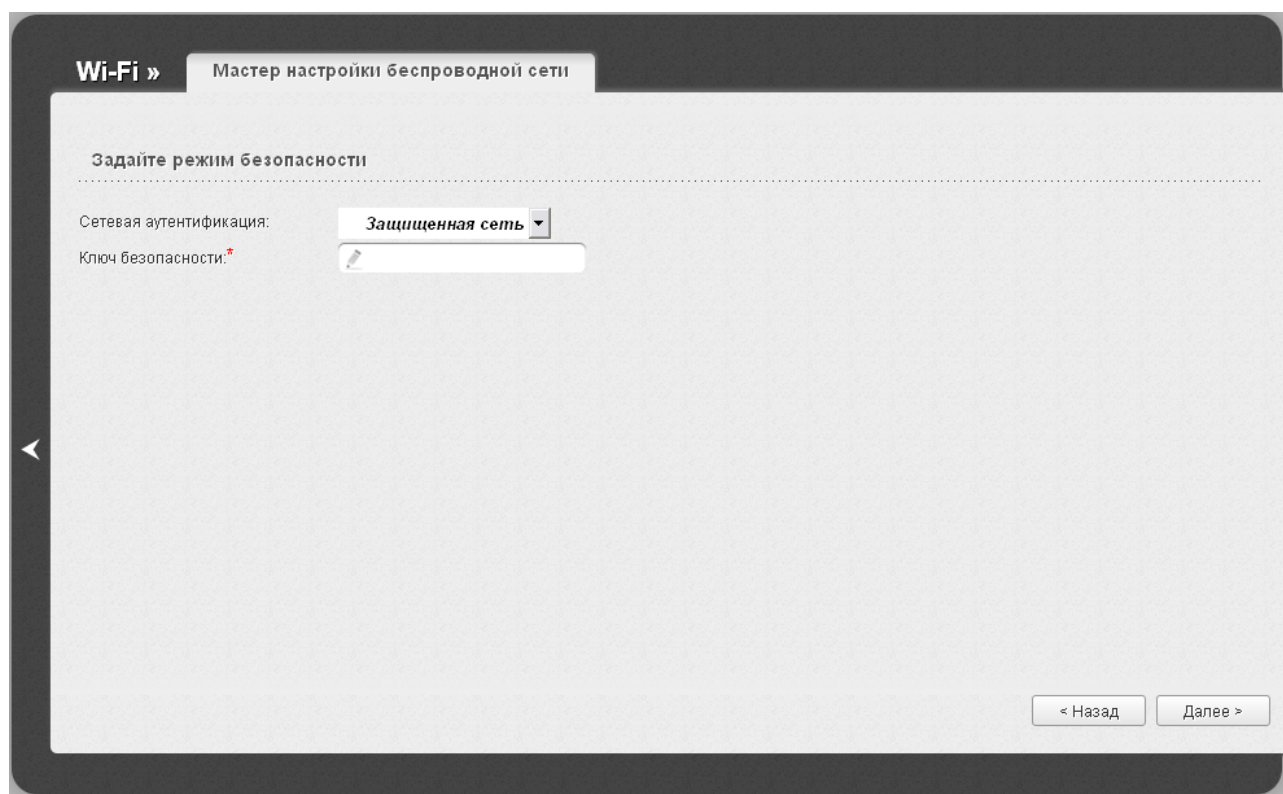 Wi-Fi » Мастер настройки беспроводной сети
Задайте режим безопасности
Сетевая аутентификация: Защищенная сеть
Ключ безопасности:*
< Назад Далее >